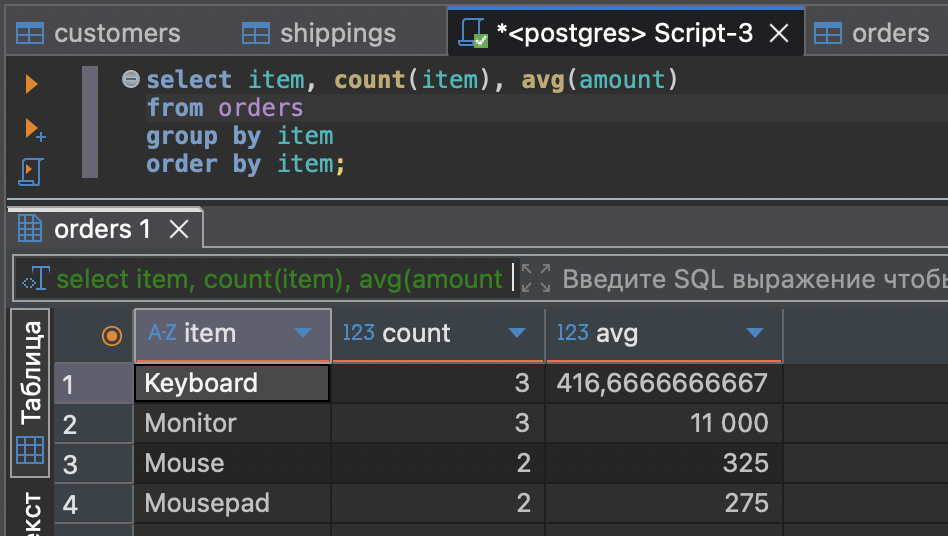 customers
shippings
*<postgres> Script-3
orders
select item, count(item), avg(amount)
from orders
group by item
order by item;
orders 1
select item, count(item), avg(amount
Введите SQL выражение чтобы
Таблица
A-Z item
123 count
123 avg
1 Keyboard 3 416,6666666667
2 Monitor 3 11 000
3 Mouse 2 325
4 Mousepad 2 275